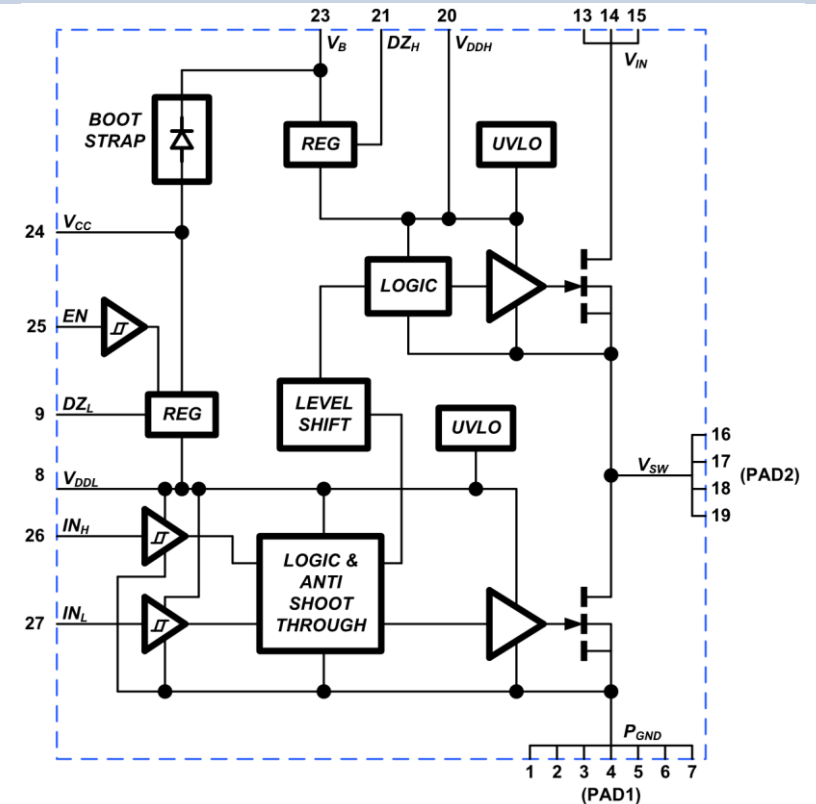 23 21 20 13 14 15
V_B DZ_H V_DDH V_IN
BOOT
STRAP
REG
UVLO
24 V_CC
LOGIC
25 EN
9 DZ_L
REG
LEVEL
SHIFT
UVLO
8 V_DDL
V_SW
16
17
18
19
(PAD2)
26 IN_H
LOGIC &
ANTI
SHOOT
THROUGH
27 IN_L
P_GND
1 2 3 4 5 6 7
(PAD1)